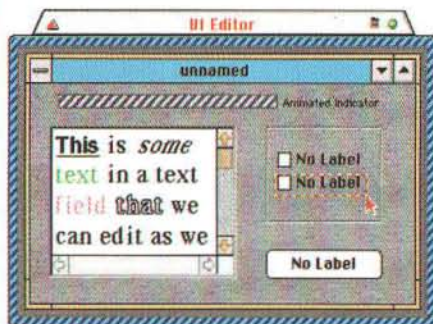 UI Editor
unnamed
Animated Indicator
This is some
text in a text
field that we
can edit as we
No Label
No Label
No Label